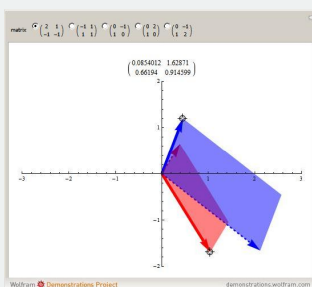 matrix ( 2 1 ( -1 1 ( 0 -1 ( 0 2 ( 0 -1
-1 -1 ) 1 1 ) 1 0 ) 1 0 ) 1 2 )
( 0.0854012 1.62871
0.66194 0.914599 )
2
1
-3 -2 -1 1 2 3
-1
-2
Wolfram Demonstrations Project demonstrations.wolfram.com